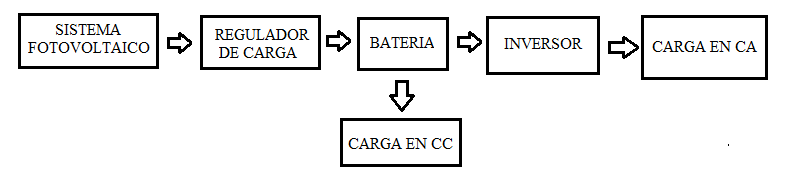 SISTEMA
FOTOVOLTAICO
REGULADOR
DE CARGA
BATERIA
INVERSOR
CARGA EN CA
CARGA EN CC